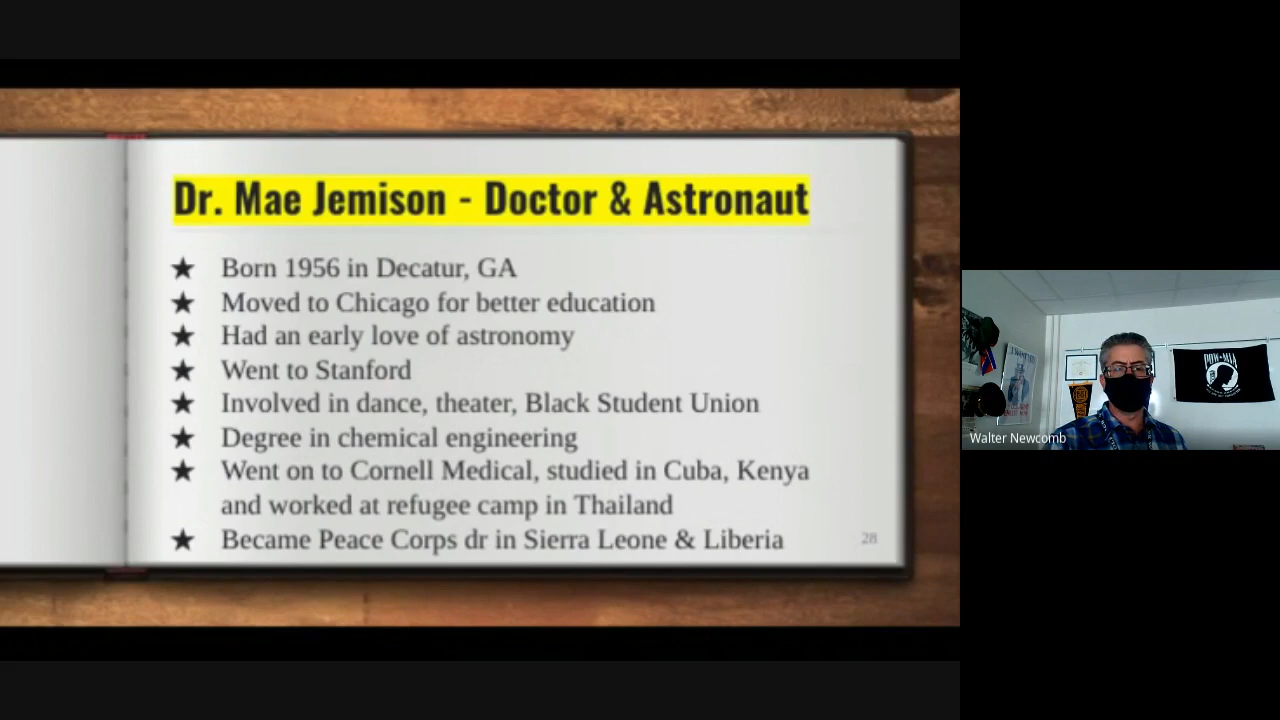 Dr. Mae Jemison - Doctor & Astronaut
★ Born 1956 in Decatur, GA
★ Moved to Chicago for better education
★ Had an early love of astronomy
★ Went to Stanford
★ Involved in dance, theater, Black Student Union
★ Degree in chemical engineering
★ Went on to Cornell Medical, studied in Cuba, Kenya
and worked at refugee camp in Thailand
★ Became Peace Corps dr in Sierra Leone & Liberia
28
POW★MIA
Walter Newcomb